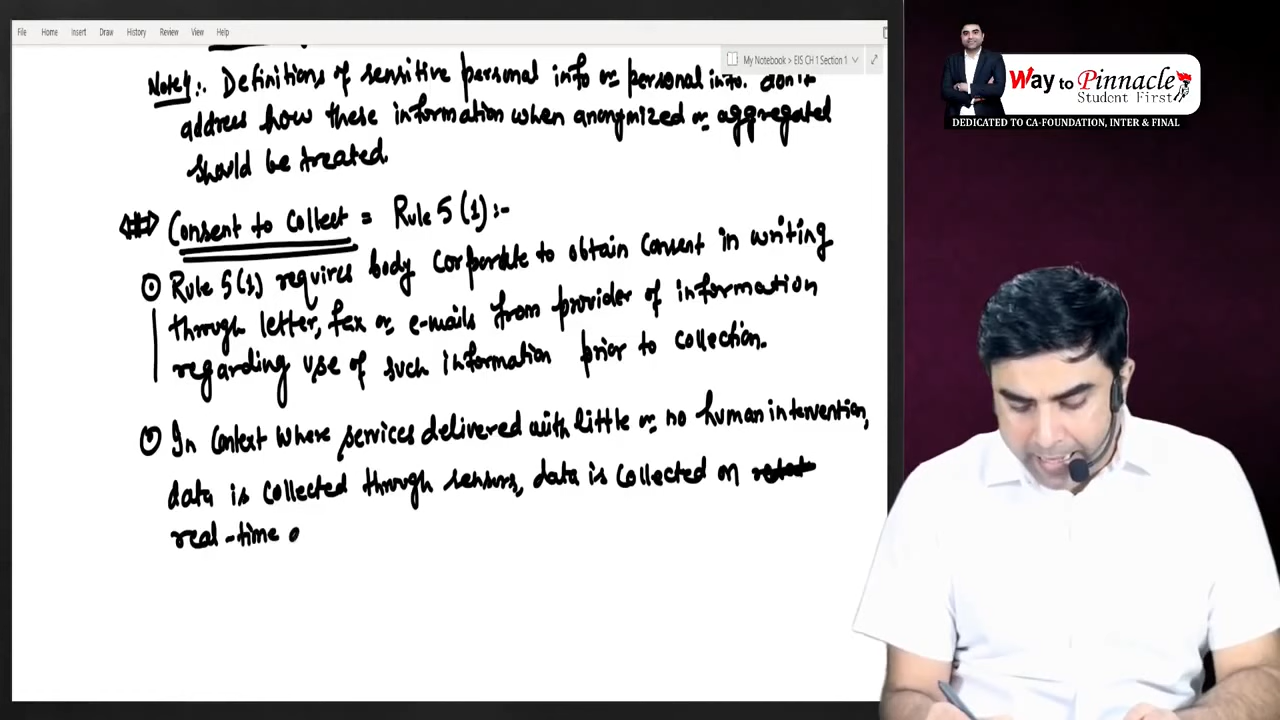 File Home Insert Draw History Review View Help
My Notebook > EIS CH 1 Section 1
Note:. Definitions of sensitive personal info or personal info. don't
address how these information when anonymized or aggregated
should be treated.
<#> Consent to Collect = Rule 5(1):-
Rule 5(1) requires body corporate to obtain Consent in writing
through letter, fax or e-mails from provider of information
regarding use of such information prior to collection.
In context where services delivered with little or no human intervention,
data is collected through sensors, data is collected on
real-time o
Way to Pinnacle
Student First
DEDICATED TO CA-FOUNDATION, INTER & FINAL